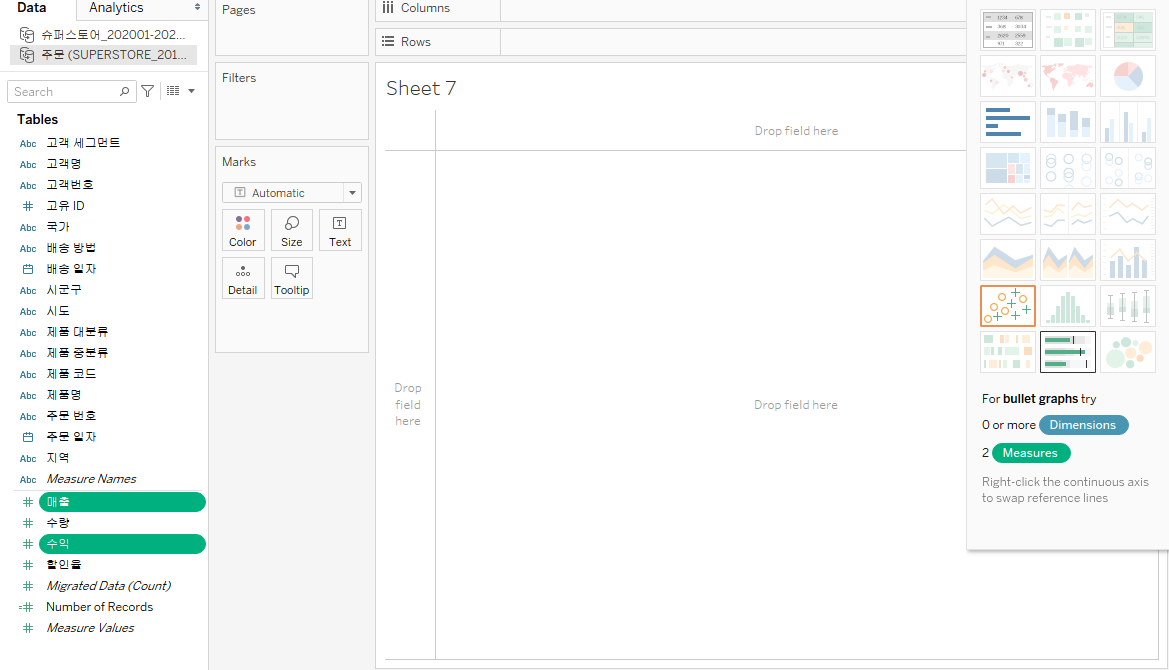 Data
Analytics
슈퍼스토어_202001-202...
주문 (SUPERSTORE_201...
Search
Tables
Abc 고객 세그먼트
Abc 고객명
Abc 고객번호
# 고유 ID
Abc 국가
Abc 배송 방법
배송 일자
Abc 시군구
Abc 시도
Abc 제품 대분류
Abc 제품 중분류
Abc 제품 코드
Abc 제품명
Abc 주문 번호
주문 일자
Abc 지역
Abc Measure Names
# 매출
# 수량
# 수익
# 할인율
# Migrated Data (Count)
=# Number of Records
# Measure Values
Pages
Filters
Marks
T Automatic
Color
Size
T
Text
Detail
Tooltip
Columns
Rows
Sheet 7
Drop field here
Drop
field
here
Drop field here
1234 678
368 3634
2623 2559
971 322
For bullet graphs try
0 or more Dimensions
2 Measures
Right-click the continuous axis
to swap reference lines